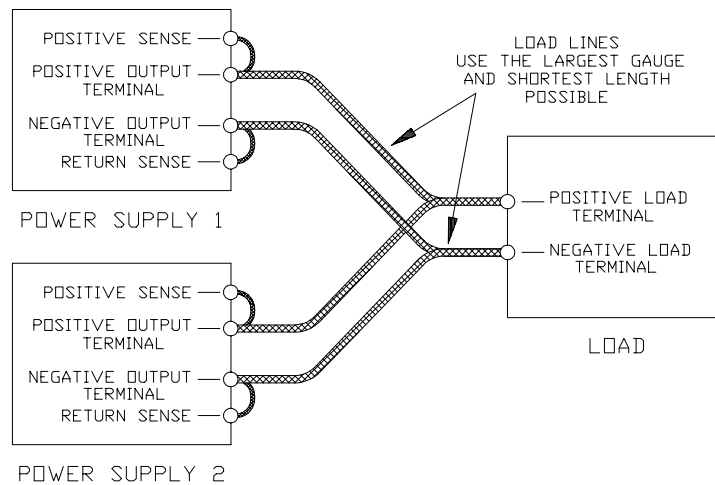 POSITIVE SENSE
POSITIVE OUTPUT
TERMINAL
NEGATIVE OUTPUT
TERMINAL
RETURN SENSE
POWER SUPPLY 1
LOAD LINES
USE THE LARGEST GAUGE
AND SHORTEST LENGTH
POSSIBLE
POSITIVE LOAD
TERMINAL
NEGATIVE LOAD
TERMINAL
LOAD
POSITIVE SENSE
POSITIVE OUTPUT
TERMINAL
NEGATIVE OUTPUT
TERMINAL
RETURN SENSE
POWER SUPPLY 2